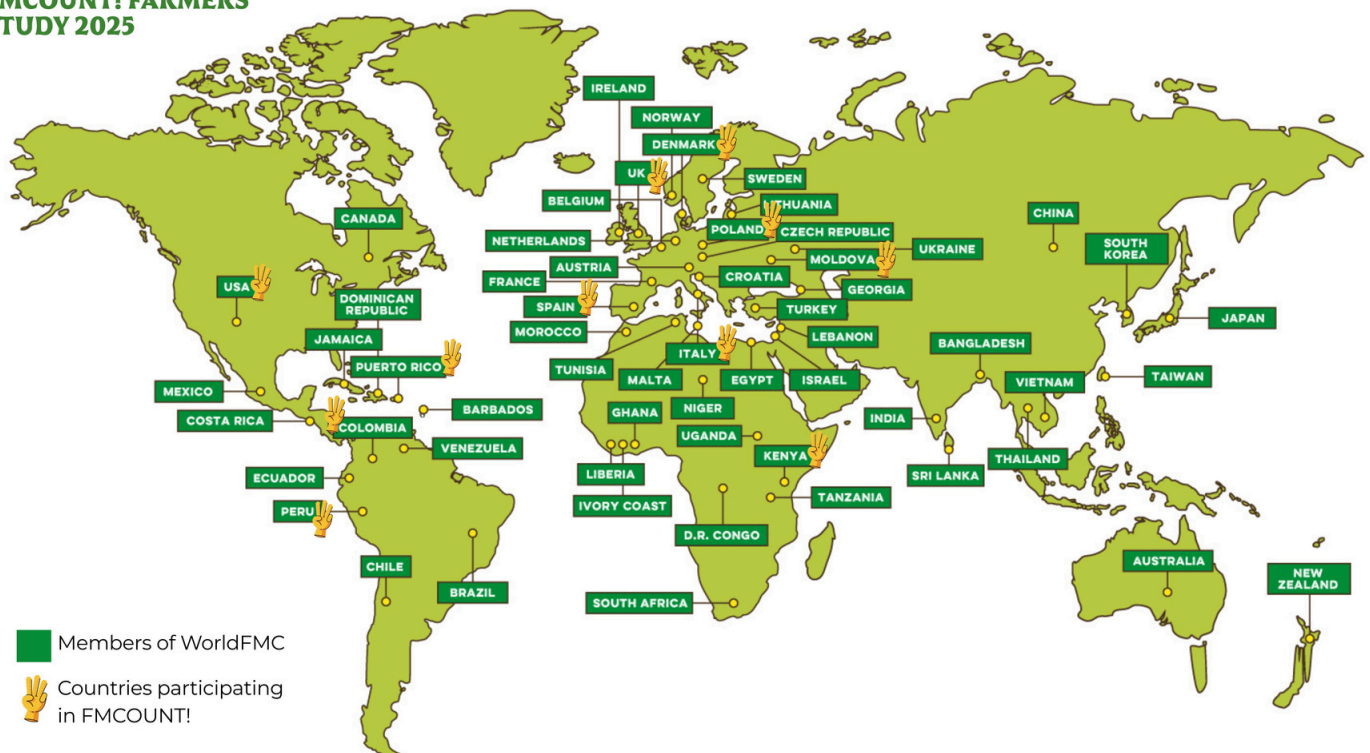 MCOUNT! FARMERS
TUDY 2025
IRELAND
NORWAY
DENMARK
UK
SWEDEN
BELGIUM
LITHUANIA
CANADA
CHINA
POLAND
CZECH REPUBLIC
NETHERLANDS
UKRAINE
SOUTH
KOREA
MOLDOVA
AUSTRIA
FRANCE
CROATIA
USA
GEORGIA
DOMINICAN
REPUBLIC
SPAIN
TURKEY
JAPAN
MOROCCO
LEBANON
JAMAICA
BANGLADESH
ITALY
PUERTO RICO
TUNISIA
MALTA
EGYPT
ISRAEL
VIETNAM
TAIWAN
MEXICO
BARBADOS
NIGER
GHANA
COSTA RICA
COLOMBIA
UGANDA
INDIA
VENEZUELA
KENYA
THAILAND
ECUADOR
LIBERIA
SRI LANKA
TANZANIA
IVORY COAST
PERU
D.R. CONGO
AUSTRALIA
CHILE
NEW
ZEALAND
BRAZIL
SOUTH AFRICA
Members of WorldFMC
Countries participating
in FMCOUNT!